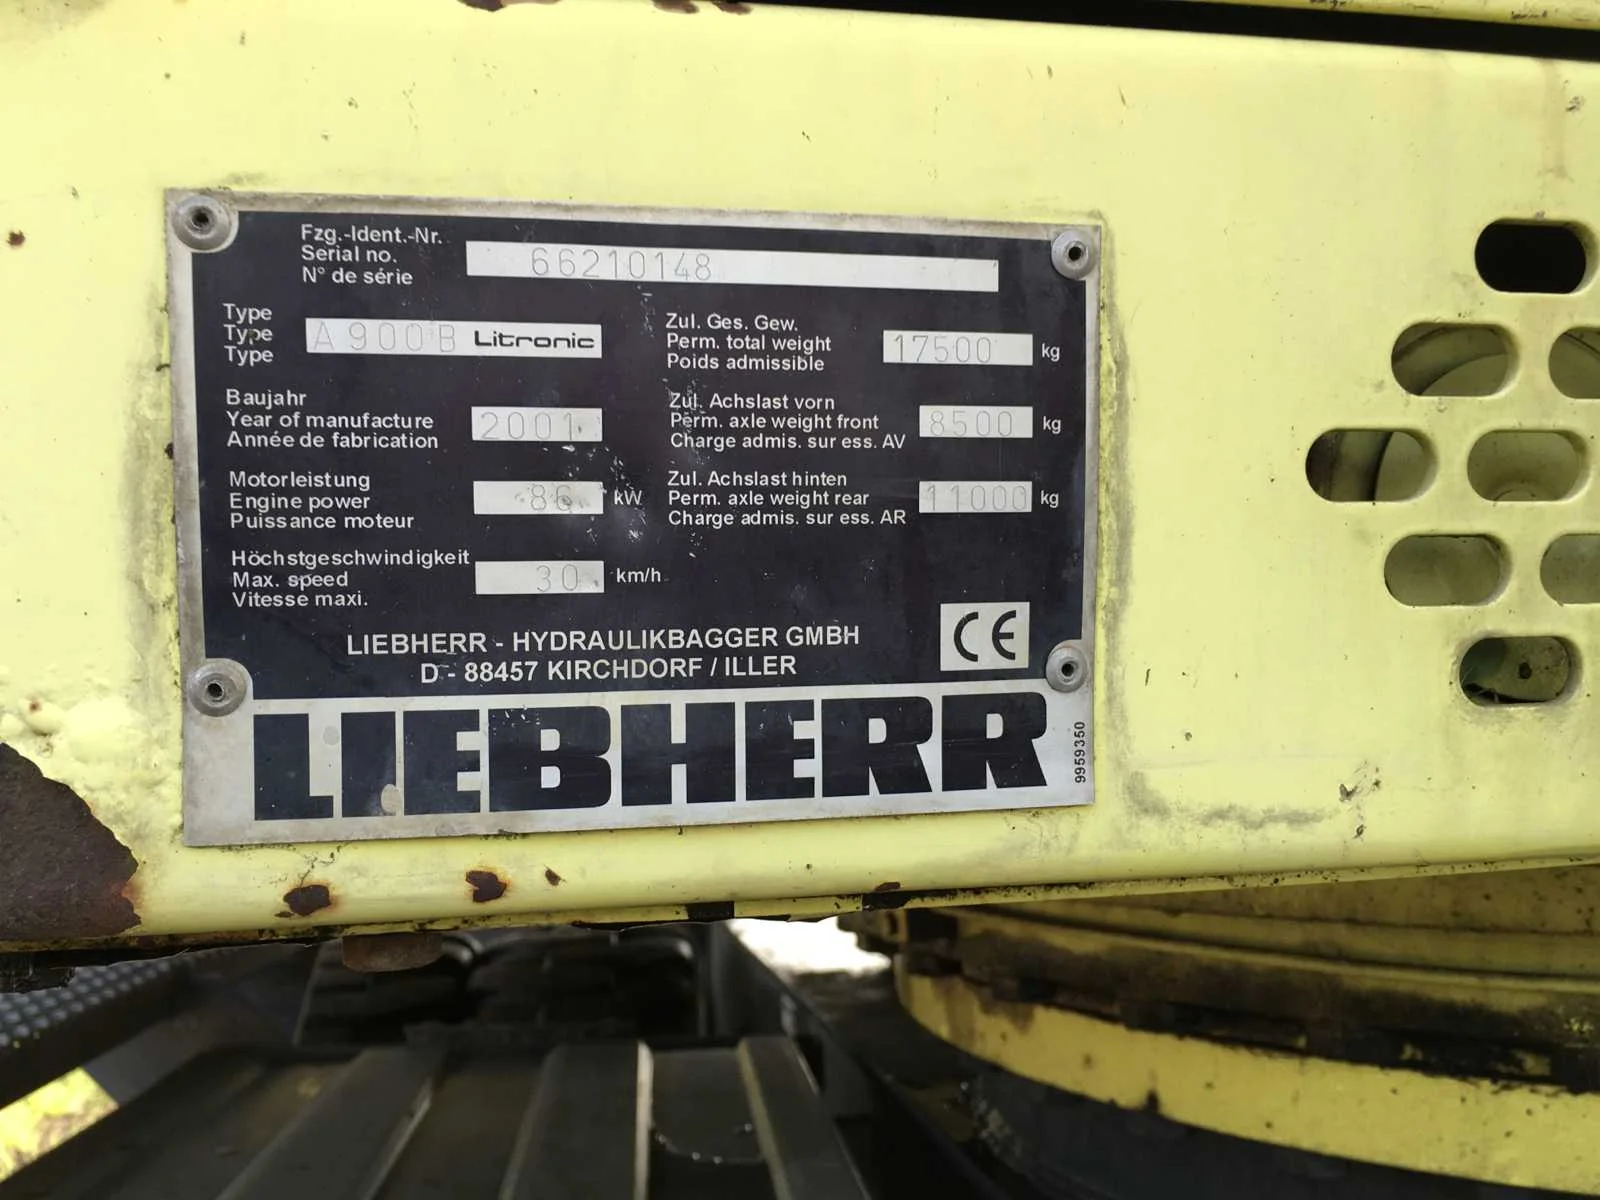 Fzg.-Ident.-Nr.
Serial no.
N° de série
66210148
Type
Type
Type
A 900 B Litronic
Baujahr
Year of manufacture
Année de fabrication
2001
Motorleistung
Engine power
Puissance moteur
86 kW
Höchstgeschwindigkeit
Max. speed
Vitesse maxi.
30 km/h
Zul. Ges. Gew.
Perm. total weight
Poids admissible
17500 kg
Zul. Achslast vorn
Perm. axle weight front
Charge admis. sur ess. AV
8500 kg
Zul. Achslast hinten
Perm. axle weight rear
Charge admis. sur ess. AR
11000 kg
LIEBHERR - HYDRAULIKBAGGER GMBH
D - 88457 KIRCHDORF / ILLER
CE
LIEBHERR
9959350